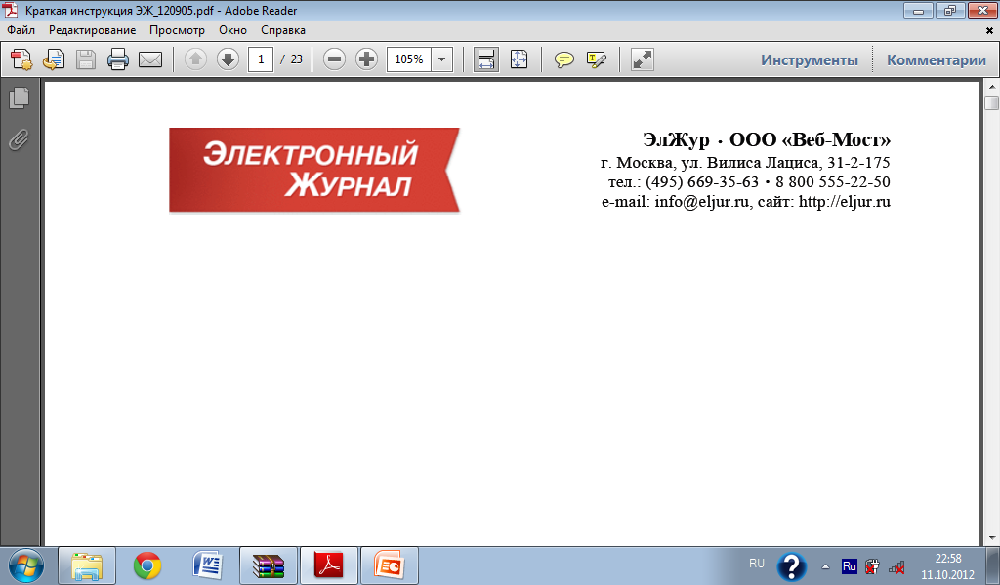 Краткая инструкция ЭЖ_120905.pdf - Adobe Reader
Файл Редактирование Просмотр Окно Справка
1 / 23 105% Инструменты Комментарии
ЭЛЕКТРОННЫЙ
ЖУРНАЛ
ЭлЖур · ООО «Веб-Мост»
г. Москва, ул. Вилиса Лациса, 31-2-175
тел.: (495) 669-35-63 • 8 800 555-22-50
e-mail: info@eljur.ru, сайт: http://eljur.ru
RU ? Ru 22:58
11.10.2012